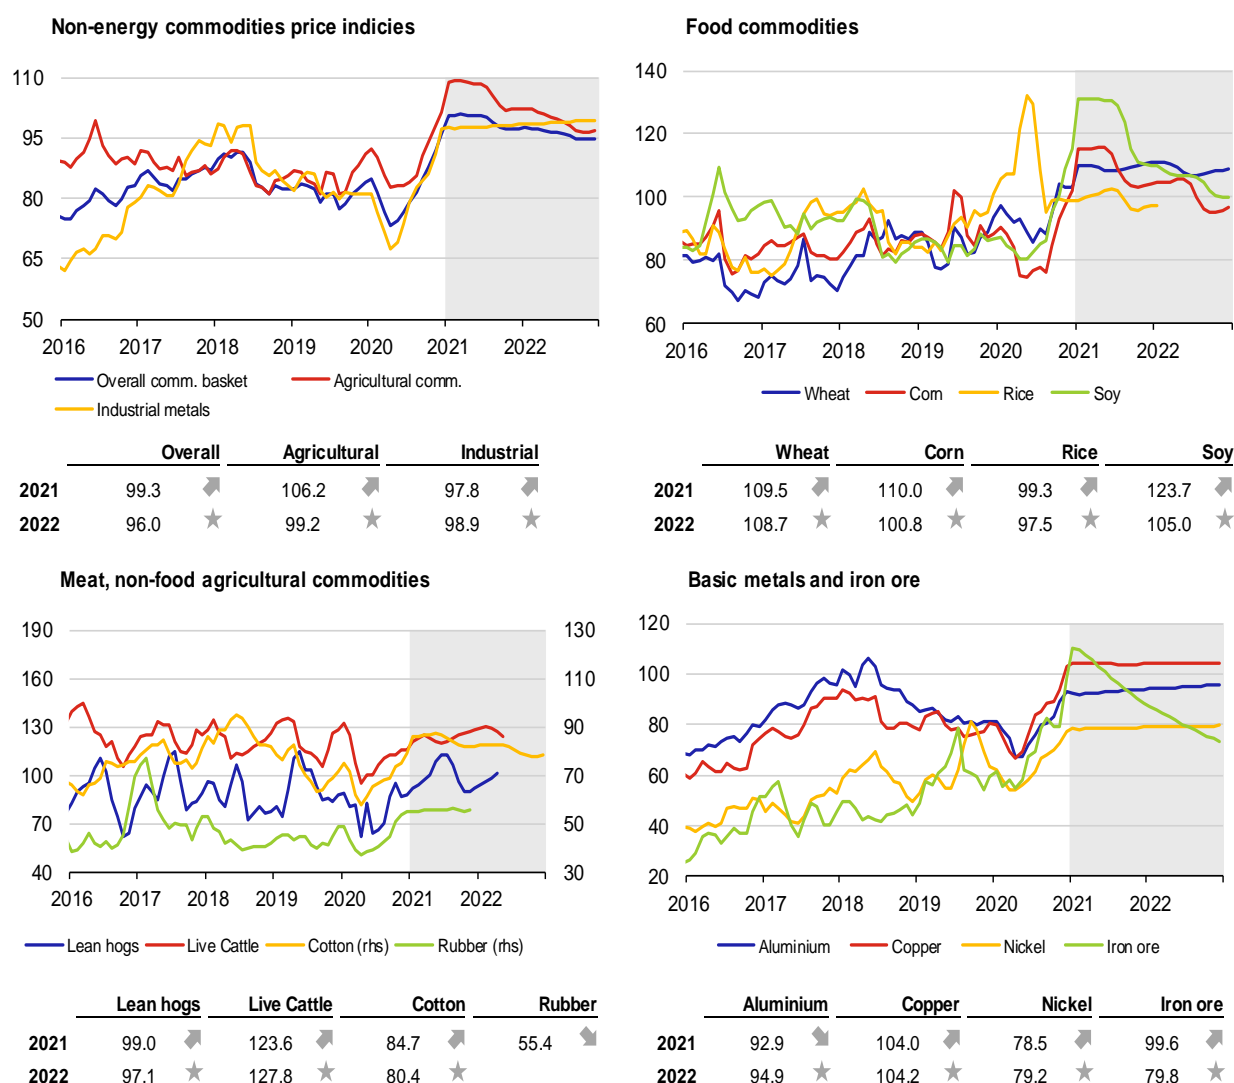 Non-energy commodities price indicies
110
95
80
65
50
2016 2017 2018 2019 2020 2021 2022
Overall comm. basket Agricultural comm.
Industrial metals
Overall Agricultural Industrial
2021 99.3 106.2 97.8
2022 96.0 99.2 98.9
Food commodities
140
120
100
80
60
2016 2017 2018 2019 2020 2021 2022
Wheat Corn Rice Soy
Wheat Corn Rice Soy
2021 109.5 110.0 99.3 123.7
2022 108.7 100.8 97.5 105.0
Meat, non-food agricultural commodities
190 130
160 110
130 90
100 70
70 50
40 30
2016 2017 2018 2019 2020 2021 2022
Lean hogs Live Cattle Cotton (rhs) Rubber (rhs)
Lean hogs Live Cattle Cotton Rubber
2021 99.0 123.6 84.7 55.4
2022 97.1 127.8 80.4
Basic metals and iron ore
120
100
80
60
40
20
2016 2017 2018 2019 2020 2021 2022
Aluminium Copper Nickel Iron ore
Aluminium Copper Nickel Iron ore
2021 92.9 104.0 78.5 99.6
2022 94.9 104.2 79.2 79.8